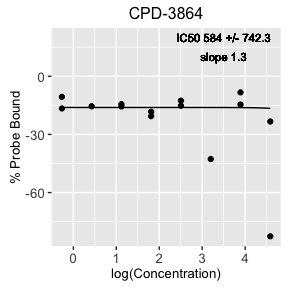 CPD-3864
IC50 584 +/- 742.3
slope 1.3
% Probe Bound
0
-30
-60
0
1
2
3
4
log(Concentration)